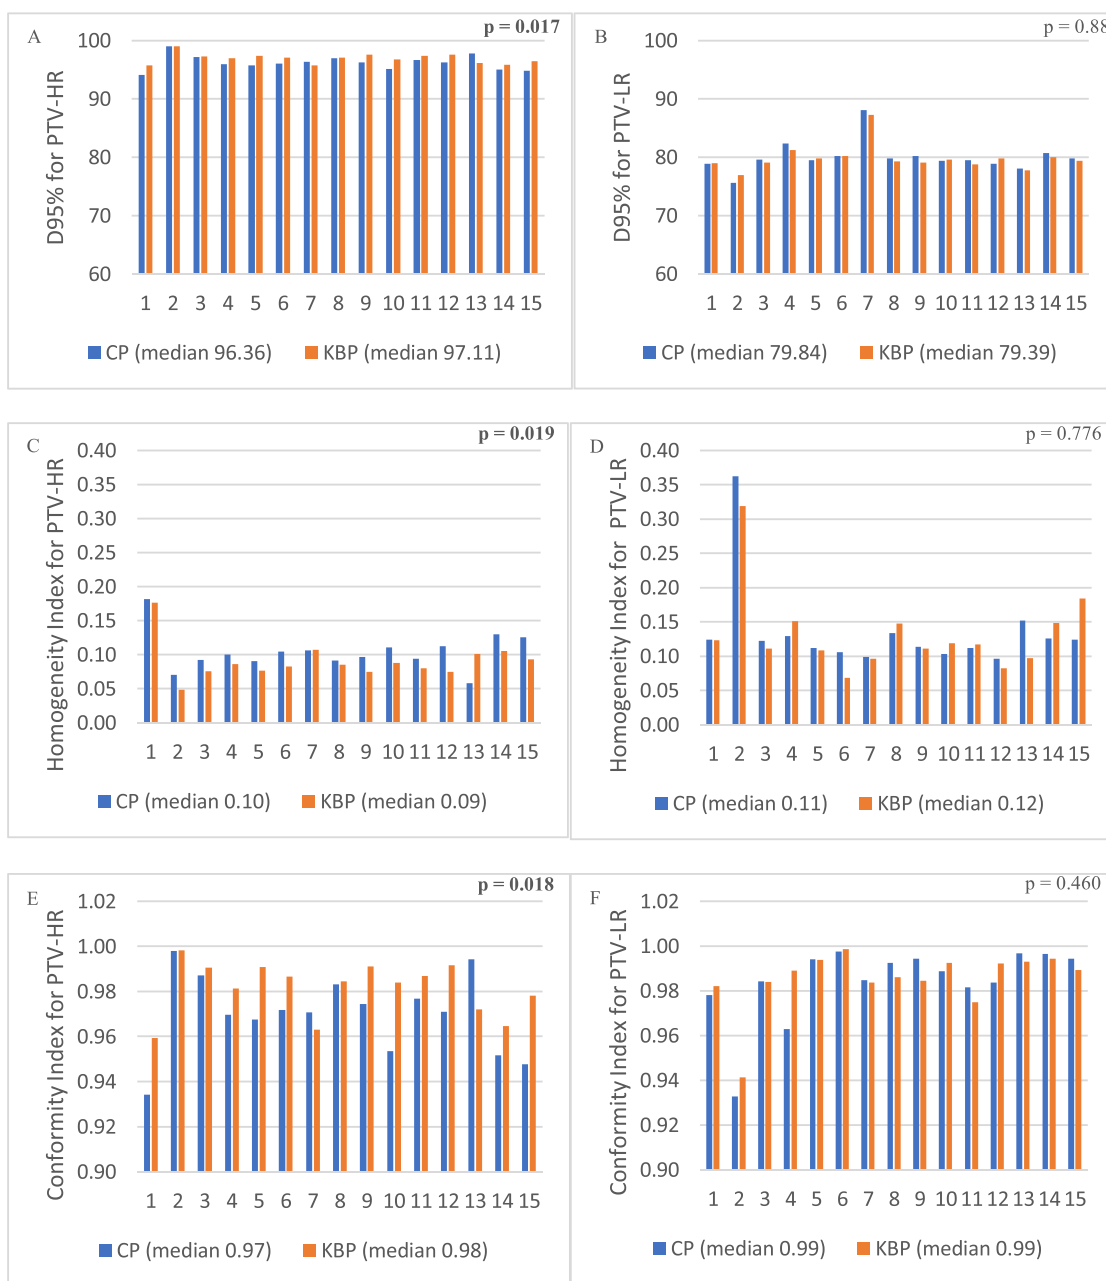 A
p = 0.017
D95% for PTV-HR
100
90
80
70
60
1 2 3 4 5 6 7 8 9 10 11 12 13 14 15
CP (median 96.36) KBP (median 97.11)
B
p = 0.88
D95% for PTV-LR
100
90
80
70
60
1 2 3 4 5 6 7 8 9 10 11 12 13 14 15
CP (median 79.84) KBP (median 79.39)
C
p = 0.019
Homogeneity Index for PTV-HR
0.40
0.35
0.30
0.25
0.20
0.15
0.10
0.05
0.00
1 2 3 4 5 6 7 8 9 10 11 12 13 14 15
CP (median 0.10) KBP (median 0.09)
D
p = 0.776
Homogeneity Index for PTV-LR
0.40
0.35
0.30
0.25
0.20
0.15
0.10
0.05
0.00
1 2 3 4 5 6 7 8 9 10 11 12 13 14 15
CP (median 0.11) KBP (median 0.12)
E
p = 0.018
Conformity Index for PTV-HR
1.02
1.00
0.98
0.96
0.94
0.92
0.90
1 2 3 4 5 6 7 8 9 10 11 12 13 14 15
CP (median 0.97) KBP (median 0.98)
F
p = 0.460
Conformity Index for PTV-LR
1.02
1.00
0.98
0.96
0.94
0.92
0.90
1 2 3 4 5 6 7 8 9 10 11 12 13 14 15
CP (median 0.99) KBP (median 0.99)